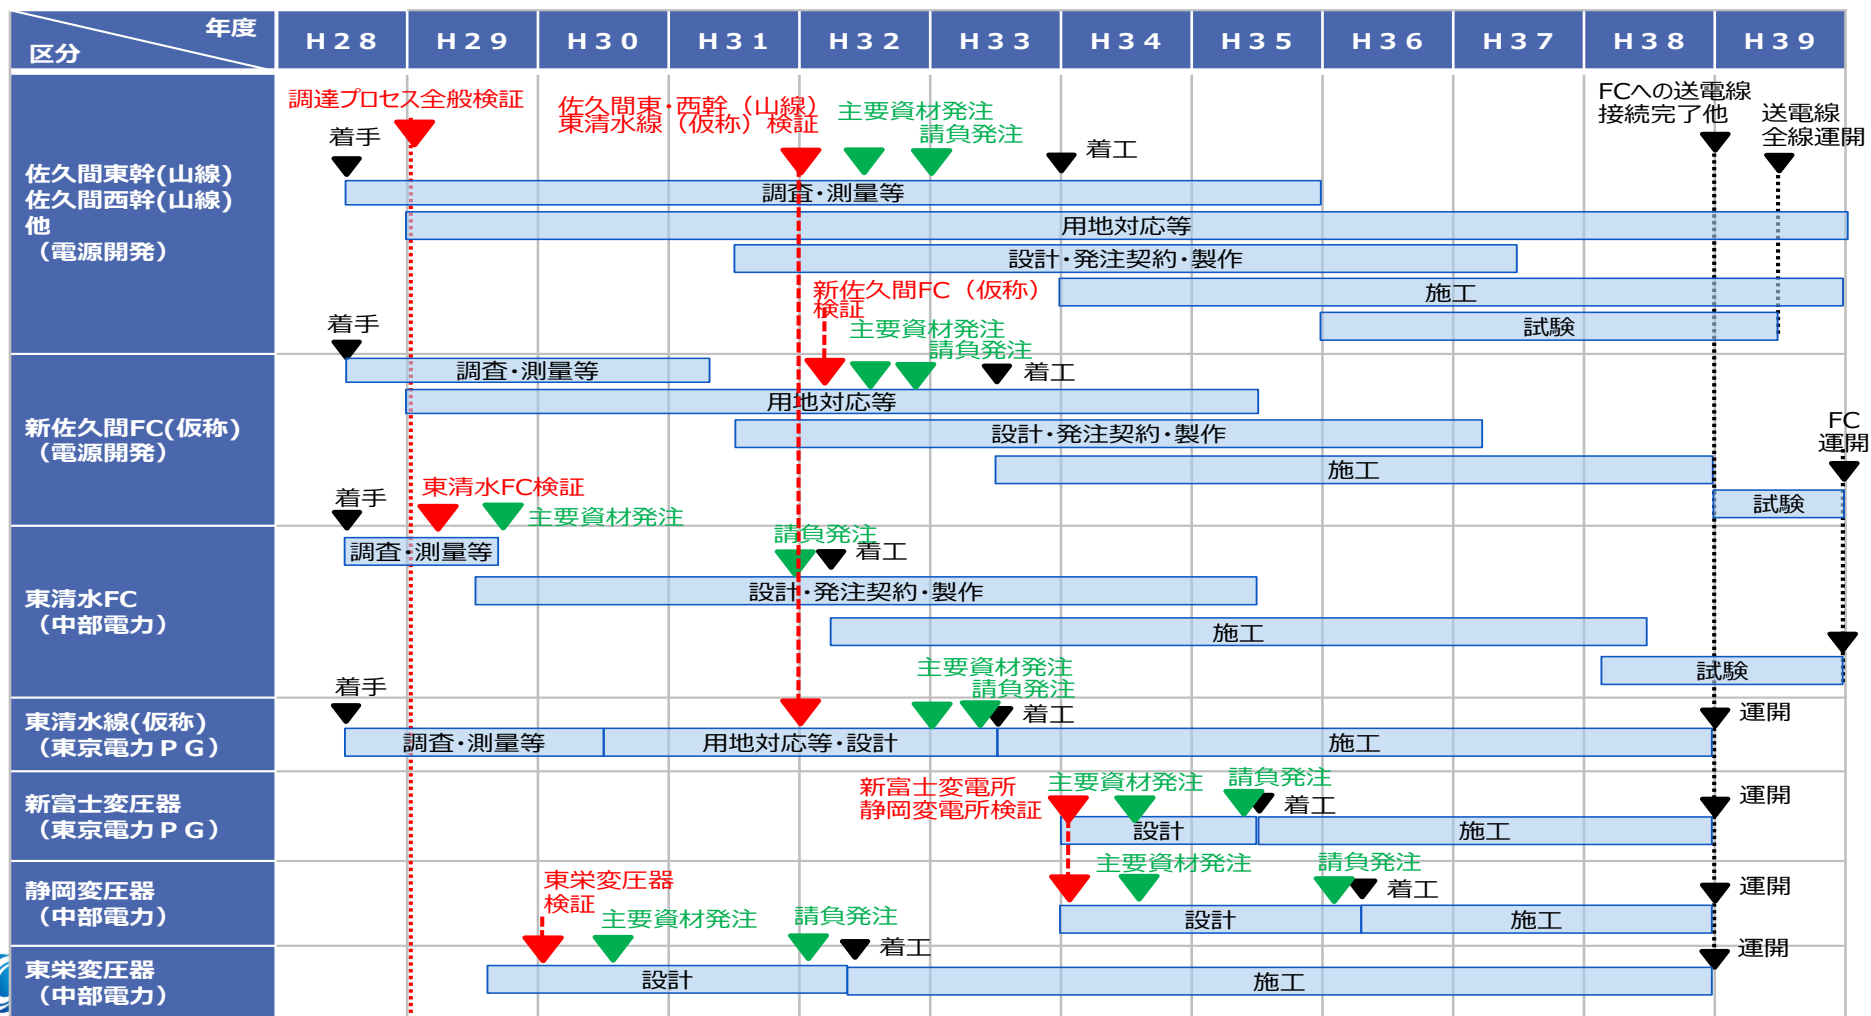 年度
区分
H28
H29
H30
H31
H32
H33
H34
H35
H36
H37
H38
H39
佐久間東幹(山線)
佐久間西幹(山線)
他
（電源開発）
調達プロセス全般検証
着手
佐久間東・西幹（山線）
東清水線（仮称）検証
主要資材発注
請負発注
着工
FCへの送電線
接続完了他
送電線
全線運開
調査・測量等
用地対応等
設計・発注契約・製作
施工
試験
新佐久間FC(仮称)
（電源開発）
着手
新佐久間FC（仮称）
検証
主要資材発注
請負発注
着工
調査・測量等
用地対応等
設計・発注契約・製作
施工
試験
FC
運開
東清水FC
（中部電力）
着手
東清水FC検証
主要資材発注
請負発注
着工
調査・測量等
設計・発注契約・製作
施工
試験
東清水線(仮称)
（東京電力ＰＧ）
着手
主要資材発注
請負発注
着工
運開
調査・測量等
用地対応等・設計
施工
新富士変圧器
（東京電力ＰＧ）
新富士変電所
静岡変電所検証
主要資材発注
請負発注
着工
運開
設計
施工
静岡変圧器
（中部電力）
主要資材発注
請負発注
着工
運開
設計
施工
東栄変圧器
（中部電力）
東栄変圧器
検証
主要資材発注
請負発注
着工
運開
設計
施工